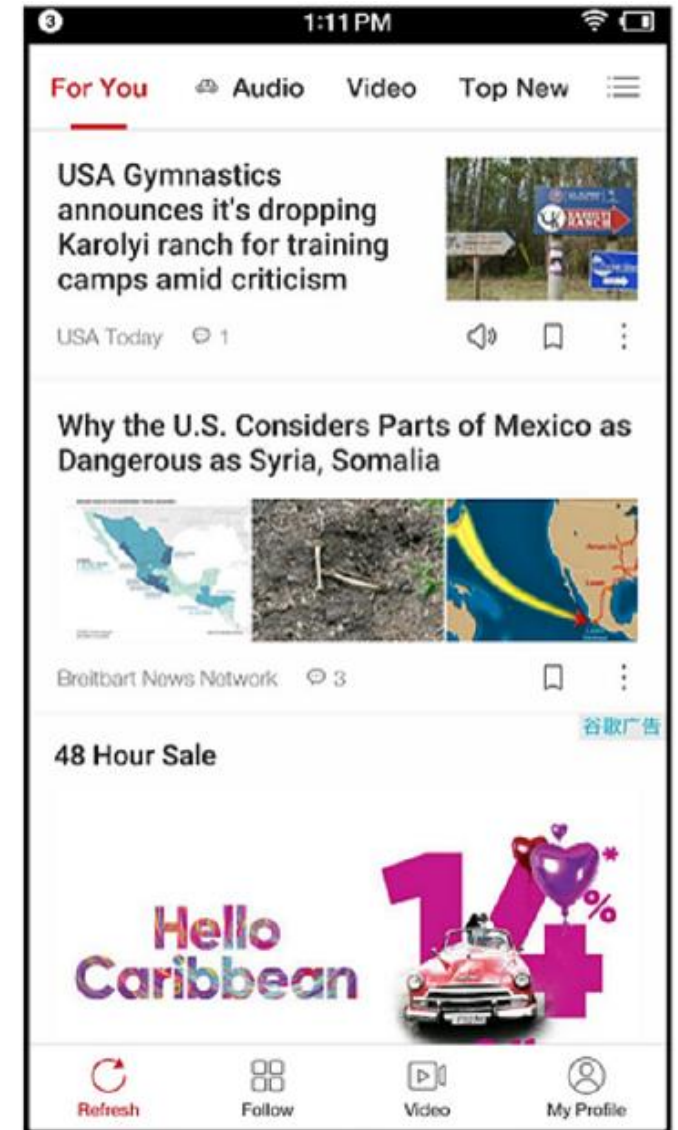 3
1:11 PM
For You
Audio
Video
Top New
USA Gymnastics
announces it's dropping
Karolyi ranch for training
camps amid criticism
KAROLYI
RANCH
USA Today
1
Why the U.S. Considers Parts of Mexico as
Dangerous as Syria, Somalia
Breitbart News Network
3
谷歌广告
48 Hour Sale
Hello
Caribbean
14
*
%
Refresh
Follow
Video
My Profile